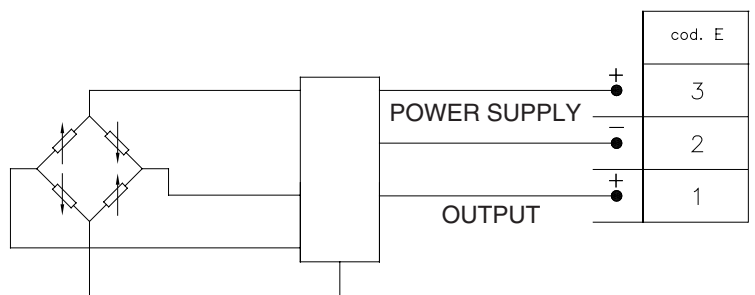 cod. E
+
3
POWER SUPPLY
−
2
+
1
OUTPUT